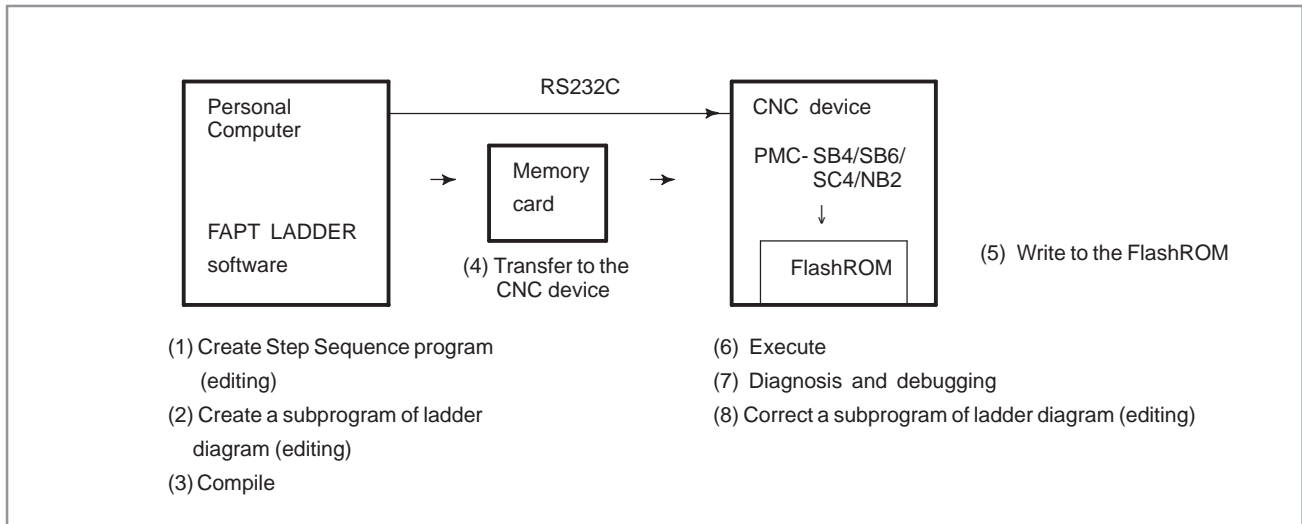 RS232C
Personal
Computer
FAPT LADDER
software
Memory
card
(4) Transfer to the
CNC device
CNC device
PMC- SB4/SB6/
SC4/NB2
FlashROM
(5) Write to the FlashROM
(1) Create Step Sequence program
(editing)
(2) Create a subprogram of ladder
diagram (editing)
(3) Compile
(6) Execute
(7) Diagnosis and debugging
(8) Correct a subprogram of ladder diagram (editing)